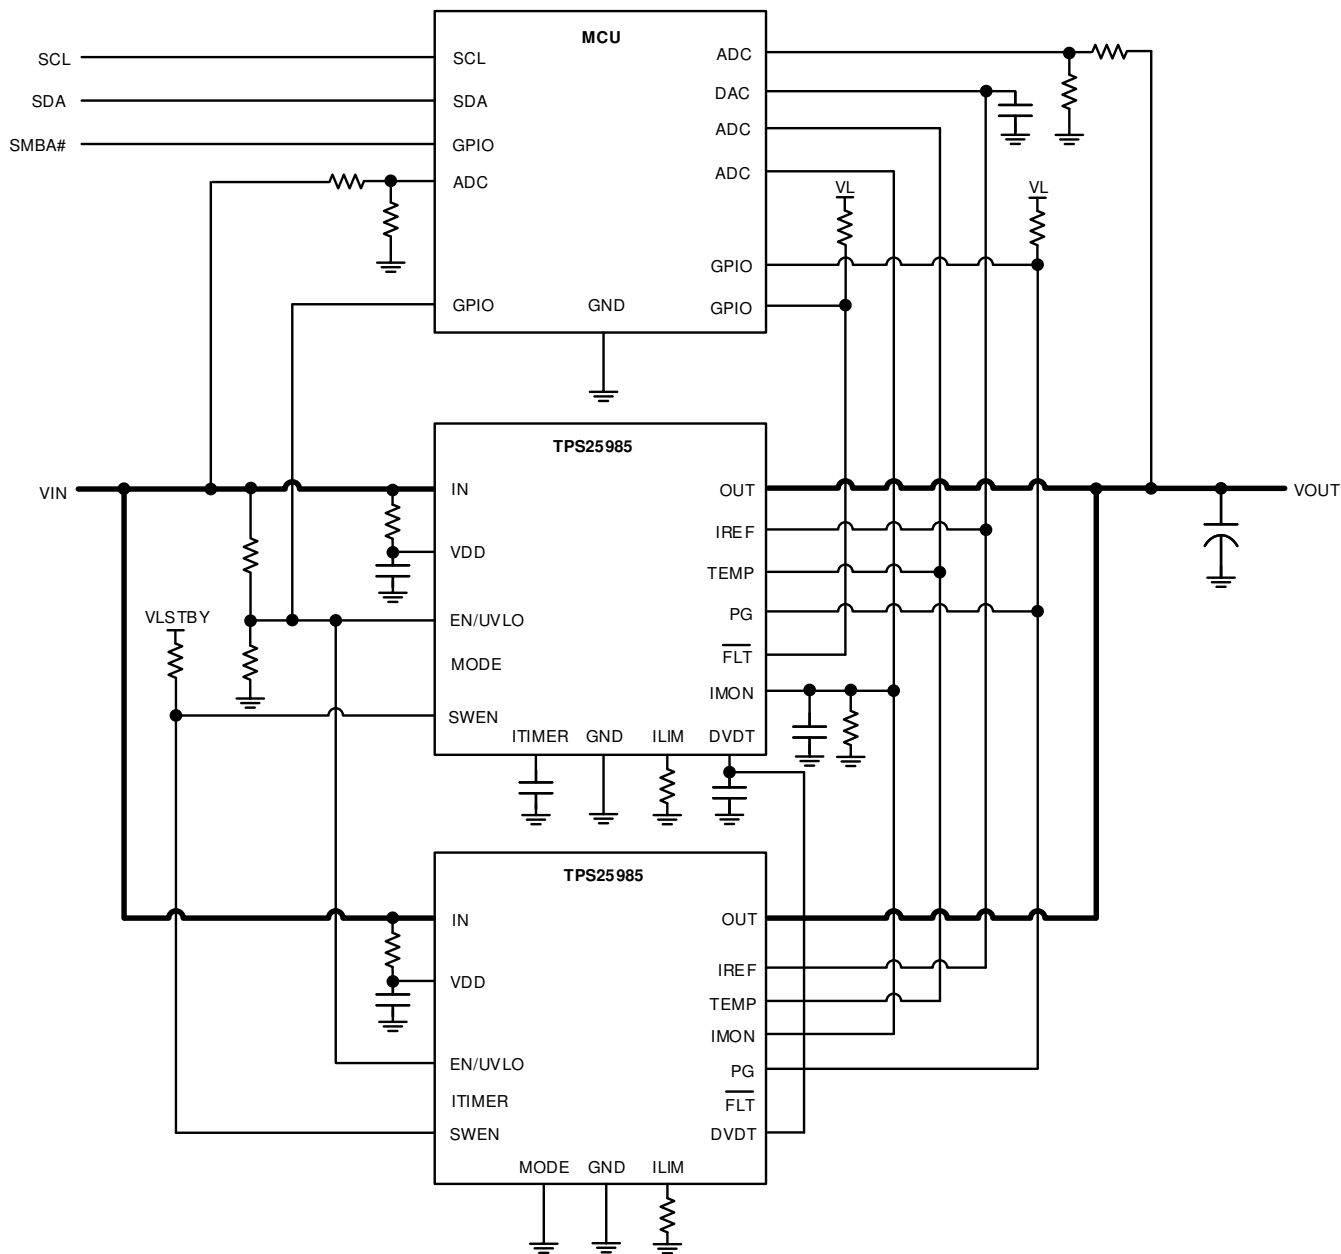 MCU
SCL
SCL
ADC
SDA
SDA
DAC
SMBA#
GPIO
ADC
ADC
ADC
VL
VL
GPIO
GPIO
GND
GPIO
TPS25985
VIN
IN
OUT
VOUT
IREF
VDD
TEMP
VLSTBY
EN/UVLO
PG
MODE
FLT
IMON
SWEN
ITIMER
GND
ILIM
DVDT
TPS25985
IN
OUT
IREF
VDD
TEMP
IMON
EN/UVLO
PG
ITIMER
FLT
SWEN
DVDT
MODE
GND
ILIM